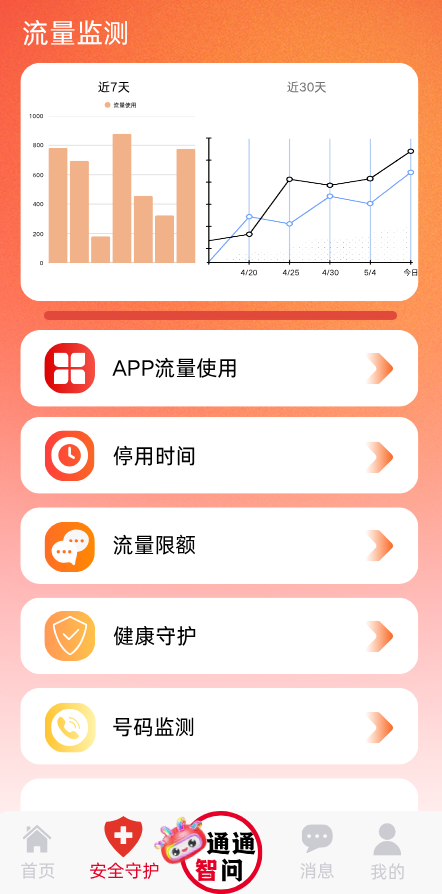 流量监测
近7天
近30天
流量使用
1000
800
600
400
200
0
4/20 4/25 4/30 5/4 今日
APP流量使用
停用时间
流量限额
健康守护
号码监测
通通
智问
首页 安全守护 消息 我的